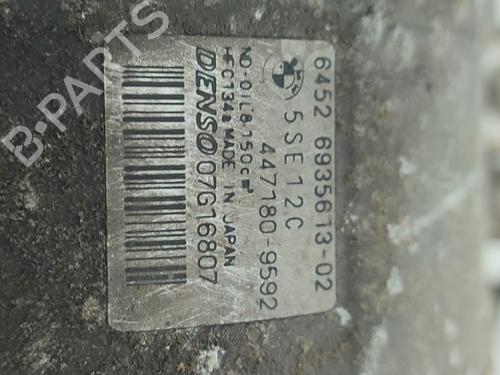 6452 6935613-02
5SE12C
447180-9592
ND-OIL8,150cm³
HFC134a MADE IN JAPAN
DENSO 07G16807
B-PARTS